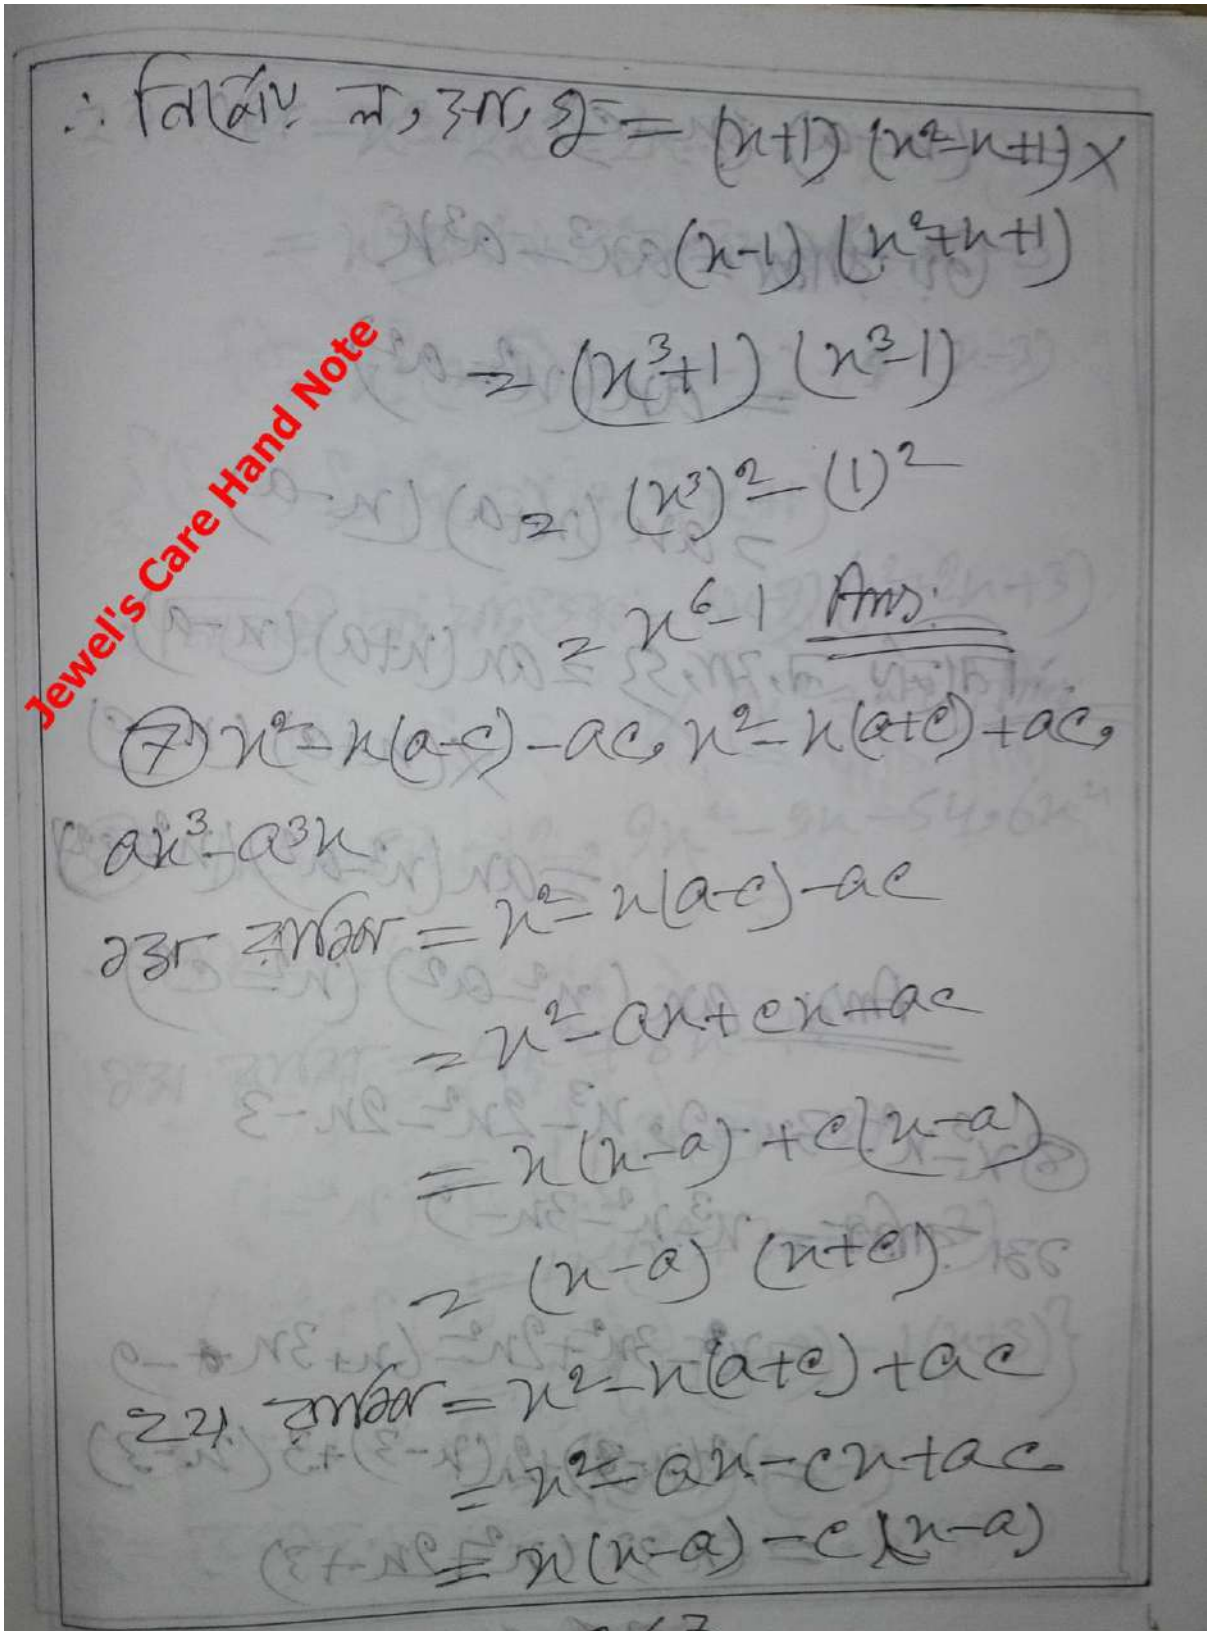 ∴ নির্ণেয় ল, সা, গু = (x+1) (x²-x+1) ×
(x-1) (x²+x+1)
= (x³+1) (x³-1)
= (x³)² - (1)²
= x⁶-1 Ans.
Jewel's Care Hand Note
⑦ x² - x(a-c) - ac, x² - x(a+c) + ac,
ax³ - a³x
১ম রাশি = x² - x(a-c) - ac
= x² - ax + cx - ac
= x(x-a) + c(x-a)
= (x-a) (x+c)
২য় রাশি = x² - x(a+c) + ac
= x² - ax - cx + ac
= x(x-a) - c(x-a)